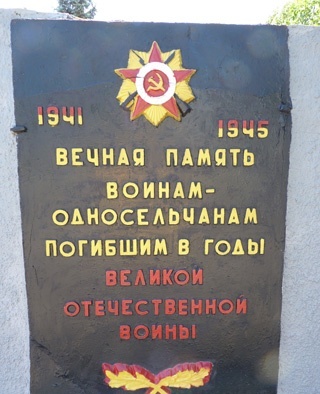 1941 1945
ВЕЧНАЯ ПАМЯТЬ
ВОИНАМ-
ОДНОСЕЛЬЧАНАМ
ПОГИБШИМ В ГОДЫ
ВЕЛИКОЙ
ОТЕЧЕСТВЕННОЙ
ВОЙНЫ